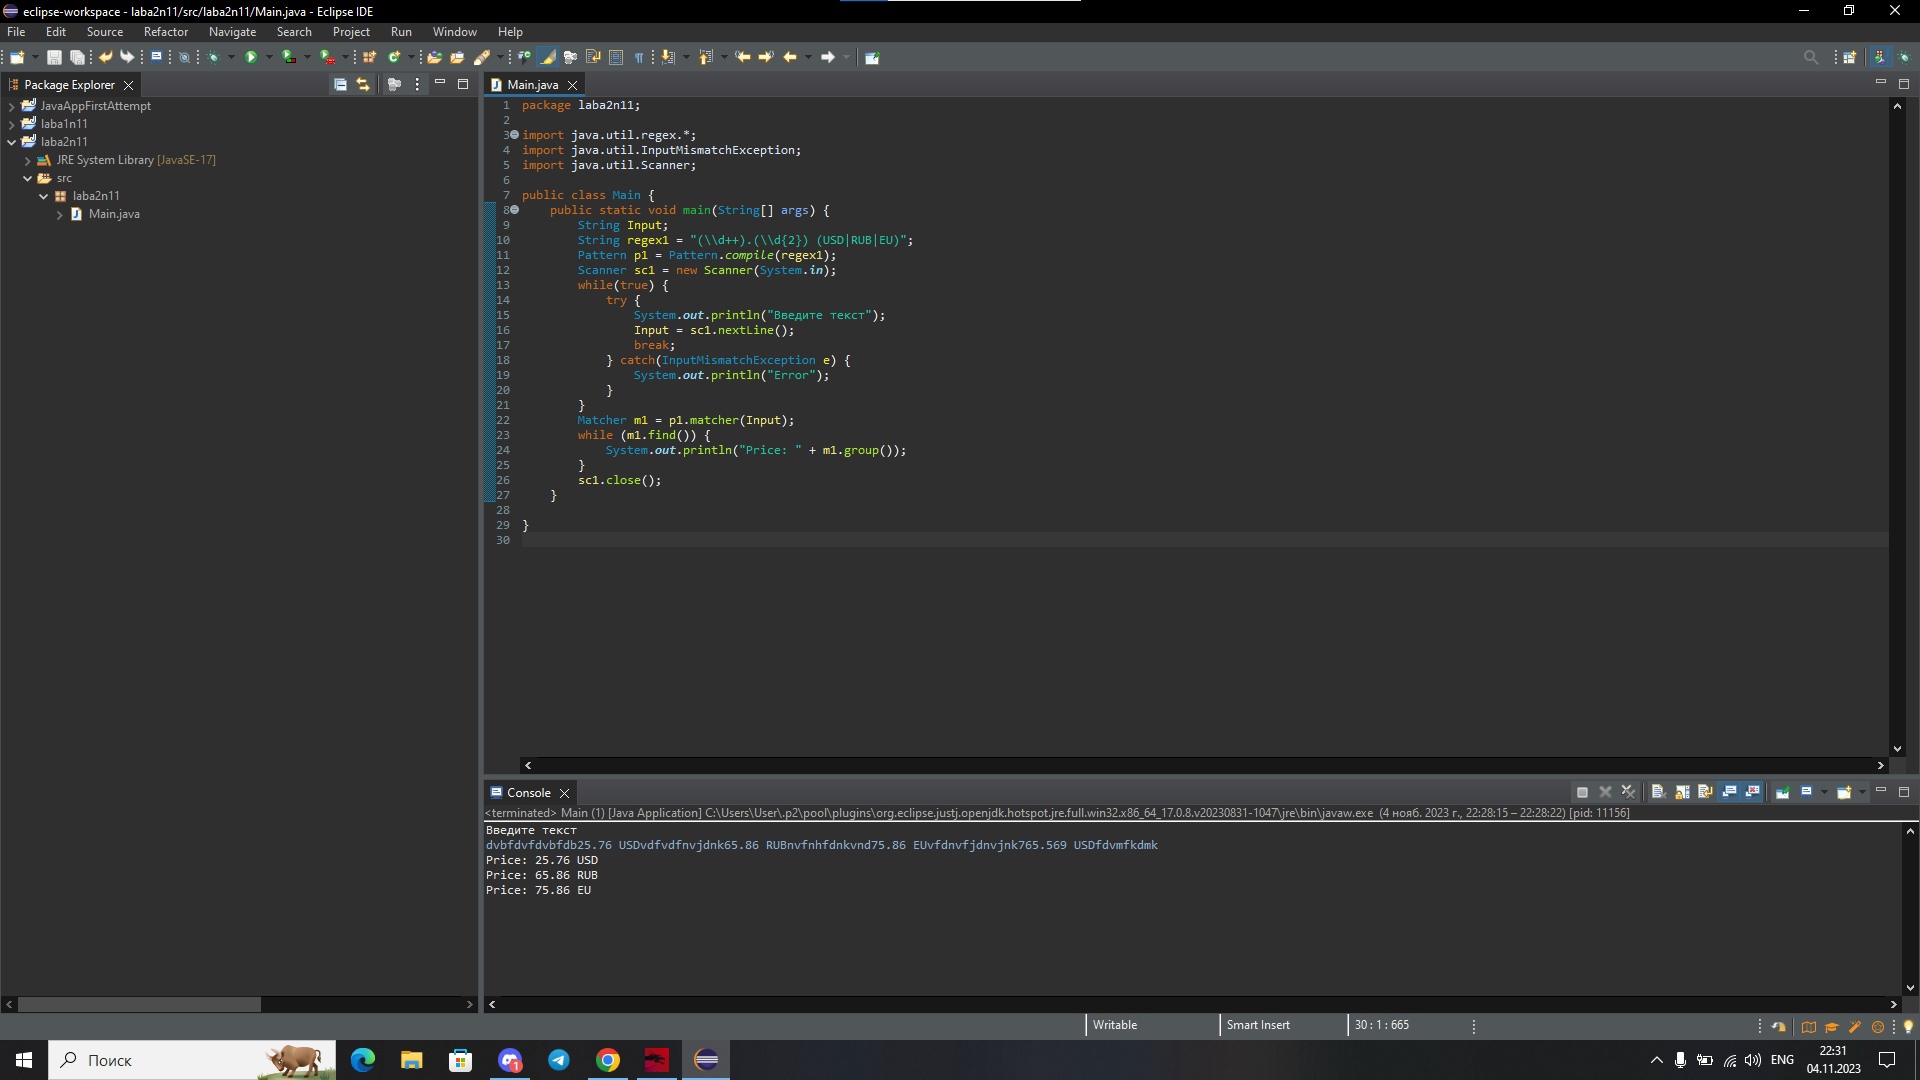 eclipse-workspace - laba2n11/src/laba2n11/Main.java - Eclipse IDE
File Edit Source Refactor Navigate Search Project Run Window Help
Package Explorer
JavaAppFirstAttempt
laba1n11
laba2n11
JRE System Library [JavaSE-17]
src
laba2n11
Main.java
Main.java
1 package laba2n11;
2
3 import java.util.regex.*;
4 import java.util.InputMismatchException;
5 import java.util.Scanner;
6
7 public class Main {
8 public static void main(String[] args) {
9 String Input;
10 String regex1 = "(\\d++).(\\d{2}) (USD|RUB|EU)";
11 Pattern p1 = Pattern.compile(regex1);
12 Scanner sc1 = new Scanner(System.in);
13 while(true) {
14 try {
15 System.out.println("Введите текст");
16 Input = sc1.nextLine();
17 break;
18 } catch(InputMismatchException e) {
19 System.out.println("Error");
20 }
21 }
22 Matcher m1 = p1.matcher(Input);
23 while (m1.find()) {
24 System.out.println("Price: " + m1.group());
25 }
26 sc1.close();
27 }
28
29 }
30
Console
<terminated> Main (1) [Java Application] C:\Users\User\.p2\pool\plugins\org.eclipse.justj.openjdk.hotspot.jre.full.win32.x86_64_17.0.8.v20230831-1047\jre\bin\javaw.exe (4 нояб. 2023 г., 22:28:15 – 22:28:22) [pid: 11156]
Введите текст
dvbfdvfdvbfdb25.76 USDvdfvdfnvjdnk65.86 RUBnvfnhfdnkvnd75.86 EUvfdnvfjdnvjnk765.569 USDfdvmfkdmk
Price: 25.76 USD
Price: 65.86 RUB
Price: 75.86 EU
Writable Smart Insert 30 : 1 : 665
Поиск
1
ENG
22:31
04.11.2023